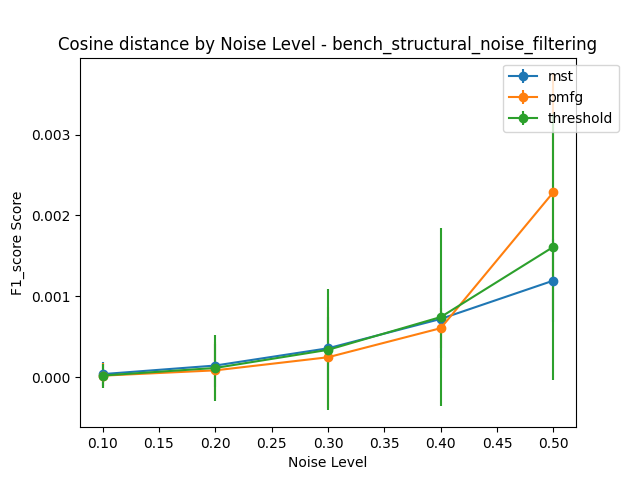 Cosine distance by Noise Level - bench_structural_noise_filtering
mst
pmfg
threshold
F1_score Score
0.003
0.002
0.001
0.000
0.10 0.15 0.20 0.25 0.30 0.35 0.40 0.45 0.50
Noise Level